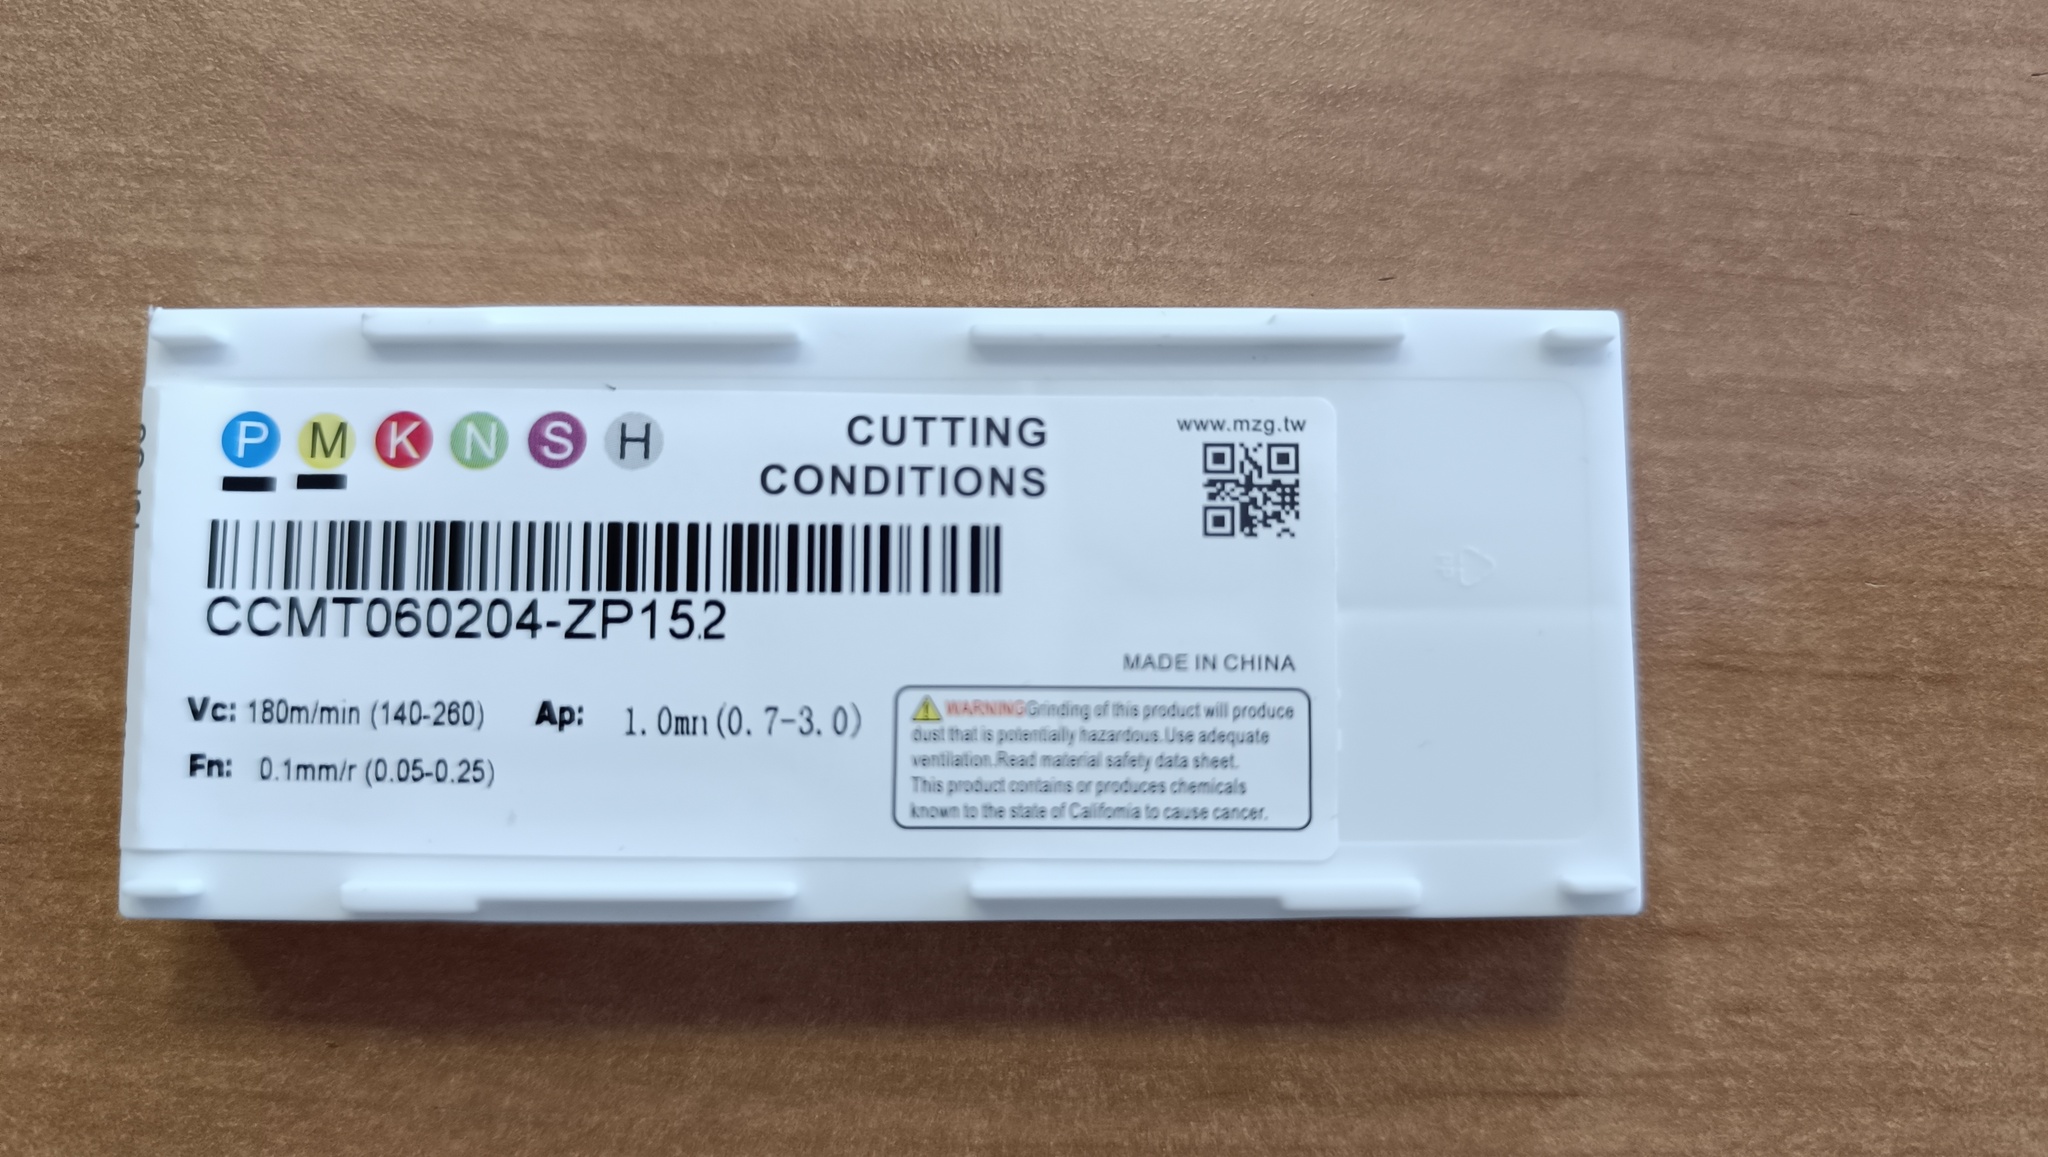 P M K N S H
CUTTING
CONDITIONS
www.mzg.tw
CCMT060204-ZP15.2
MADE IN CHINA
Vc: 180m/min (140-260) Ap: 1.0mm(0.7-3.0)
Fn: 0.1mm/r (0.05-0.25)
WARNING Grinding of this product will produce
dust that is potentially hazardous.Use adequate
ventilation.Read material safety data sheet.
This product contains or produces chemicals
known to the state of California to cause cancer.